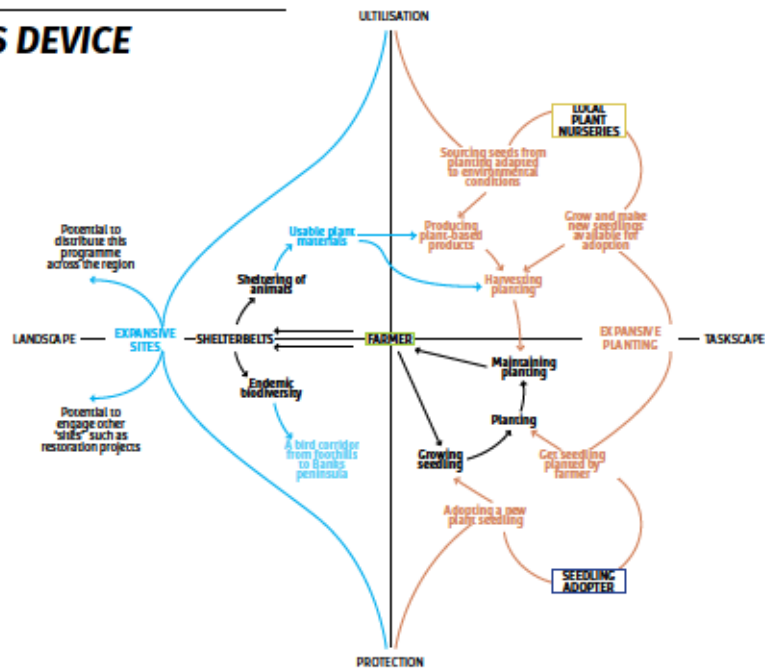 S DEVICE
ULTILISATION
LOCAL
PLANT
NURSERIES
Sourcing seeds from
planting adapted
to environmental
conditions
Potential to
distribute this
programme
across the region
Usable plant
materials
Producing
plant-based
products
Grow and make
new seedlings
available for
adoption
Sheltering of
animals
Harvesting
planting
LANDSCAPE
EXPANSIVE
SITES
SHELTERBELTS
FARMER
EXPANSIVE
PLANTING
TASKSCAPE
Maintaining
planting
Endemic
biodiversity
Potential to
engage other
"sites" such as
restoration projects
Planting
A bird corridor
from foothills
to Banks
peninsula
Growing
seedling
Get seedling
planted by
farmer
Adopting a new
plant seedling
SEEDLING
ADOPTER
PROTECTION